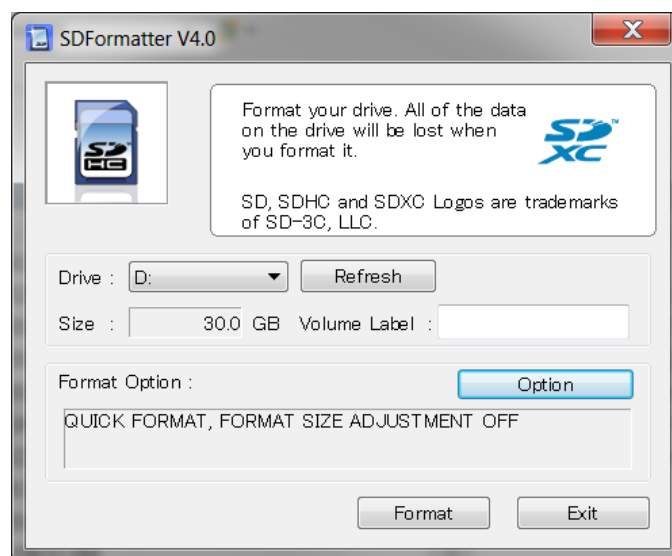 SDFormatter V4.0
Format your drive. All of the data
on the drive will be lost when
you format it.
SD XC™
SD HC
SD, SDHC and SDXC Logos are trademarks
of SD-3C, LLC.
Drive : D: Refresh
Size : 30.0 GB Volume Label :
Format Option : Option
QUICK FORMAT, FORMAT SIZE ADJUSTMENT OFF
Format Exit